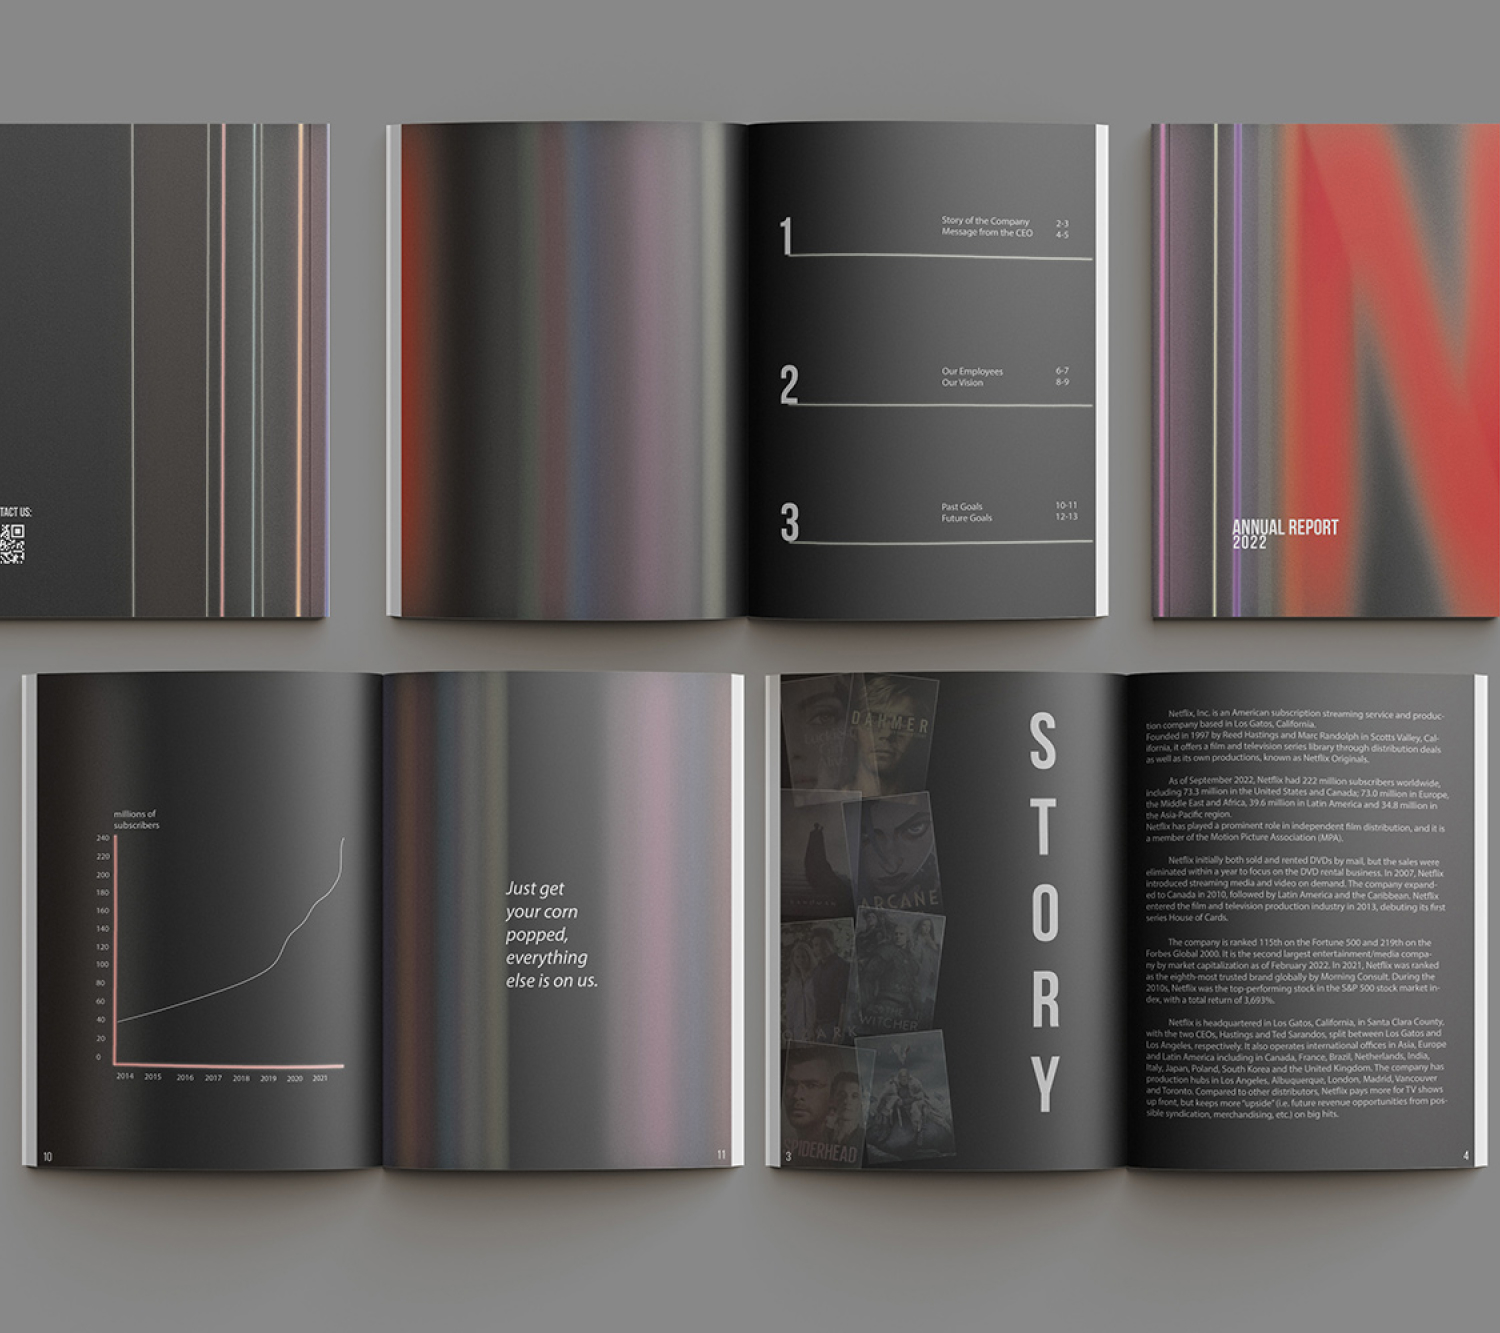 TACT US:
1
Story of the Company 2-3
Message from the CEO 4-5
2
Our Employees 6-7
Our Vision 8-9
3
Past Goals 10-11
Future Goals 12-13
N
ANNUAL REPORT
2022
millions of
subscribers
240
220
200
180
160
140
120
100
80
60
40
20
0
2014 2015 2016 2017 2018 2019 2020 2021
10
Just get
your corn
popped,
everything
else is on us.
11
DAHMER
ARCANE
THE
WITCHER
SPIDERHEAD
3
STORY
Netflix, Inc. is an American subscription streaming service and produc-
tion company based in Los Gatos, California.
Founded in 1997 by Reed Hastings and Marc Randolph in Scotts Valley, Cal-
ifornia, it offers a film and television series library through distribution deals
as well as its own productions, known as Netflix Originals.
As of September 2022, Netflix had 222 million subscribers worldwide,
including 73.3 million in the United States and Canada; 73.0 million in Europe,
the Middle East and Africa, 39.6 million in Latin America and 34.8 million in
the Asia-Pacific region.
Netflix has played a prominent role in independent film distribution, and it is
a member of the Motion Picture Association (MPA).
Netflix initially both sold and rented DVDs by mail, but the sales were
eliminated within a year to focus on the DVD rental business. In 2007, Netflix
introduced streaming media and video on demand. The company expand-
ed to Canada in 2010, followed by Latin America and the Caribbean. Netflix
entered the film and television production industry in 2013, debuting its first
series House of Cards.
The company is ranked 115th on the Fortune 500 and 219th on the
Forbes Global 2000. It is the second largest entertainment/media compa-
ny by market capitalization as of February 2022. In 2021, Netflix was ranked
as the eighth-most trusted brand globally by Morning Consult. During the
2010s, Netflix was the top-performing stock in the S&P 500 stock market in-
dex, with a total return of 3,693%.
Netflix is headquartered in Los Gatos, California, in Santa Clara County,
with the two CEOs, Hastings and Ted Sarandos, split between Los Gatos and
Los Angeles, respectively. It also operates international offices in Asia, Europe
and Latin America including in Canada, France, Brazil, Netherlands, India,
Italy, Japan, Poland, South Korea and the United Kingdom. The company has
production hubs in Los Angeles, Albuquerque, London, Madrid, Vancouver
and Toronto. Compared to other distributors, Netflix pays more for TV shows
up front, but keeps more "upside" (i.e. future revenue opportunities from pos-
sible syndication, merchandising, etc.) on big hits.
4